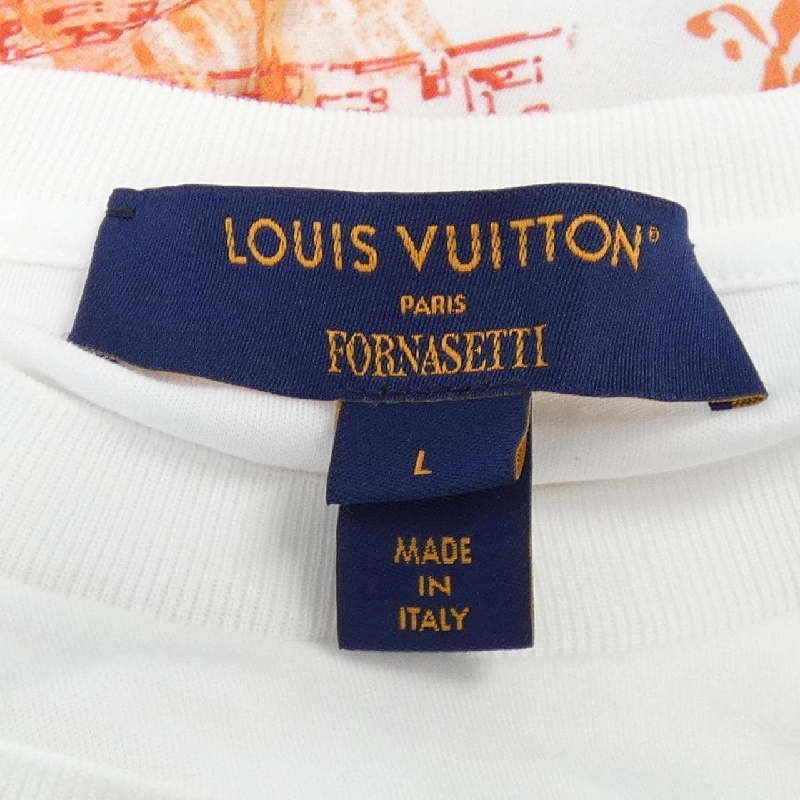 LOUIS VUITTON®
PARIS
FORNASETTI
L
MADE
IN
ITALY